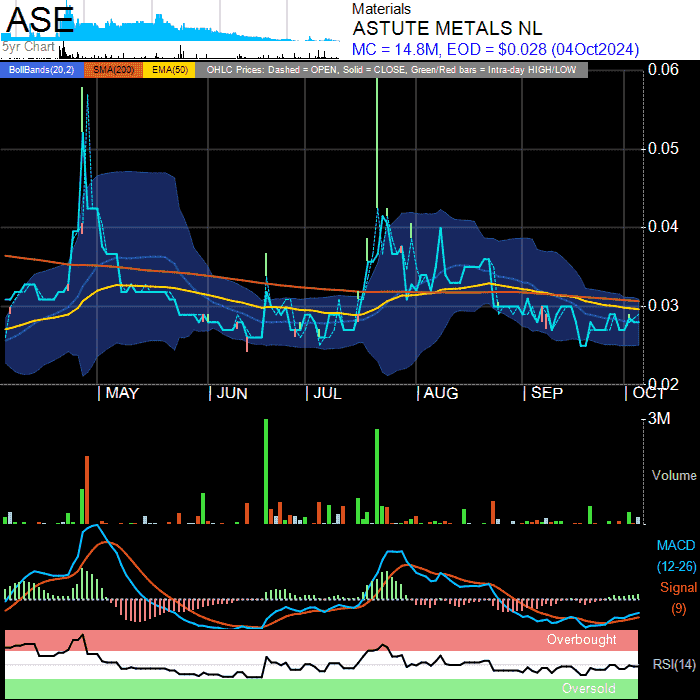 ASE
5yr Chart
Materials
ASTUTE METALS NL
MC = 14.8M, EOD = $0.028 (04Oct2024)
BollBands(20,2) SMA(200) EMA(50) OHLC Prices: Dashed = OPEN, Solid = CLOSE, Green/Red bars = Intra-day HIGH/LOW
0.06
0.05
0.04
0.03
0.02
MAY JUN JUL AUG SEP OCT
3M
Volume
MACD
(12-26)
Signal
(9)
Overbought
RSI(14)
Oversold